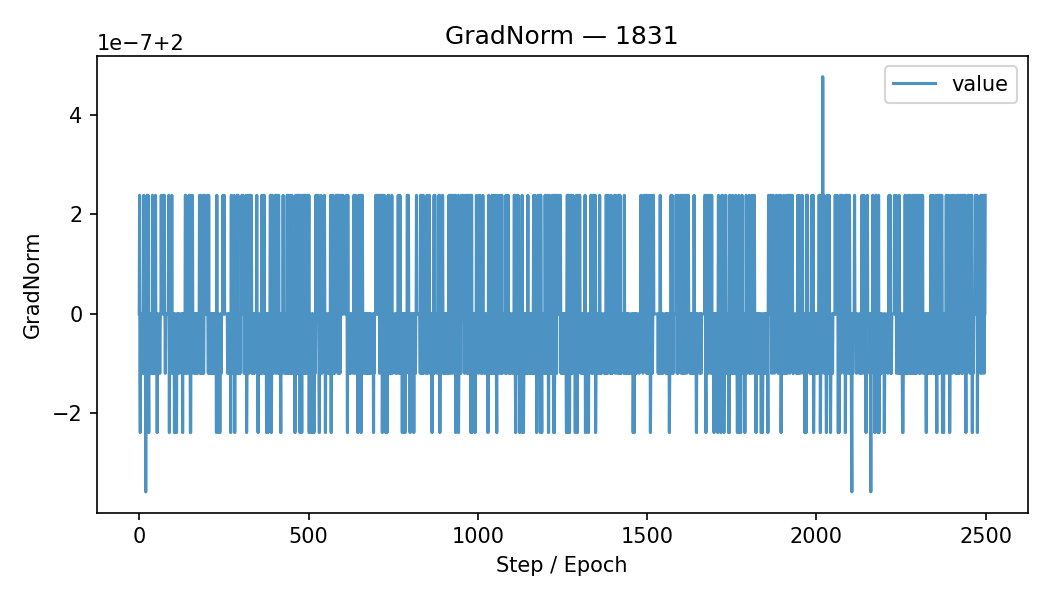 GradNorm — 1831
1e−7+2
value
4
2
0
−2
GradNorm
0 500 1000 1500 2000 2500
Step / Epoch